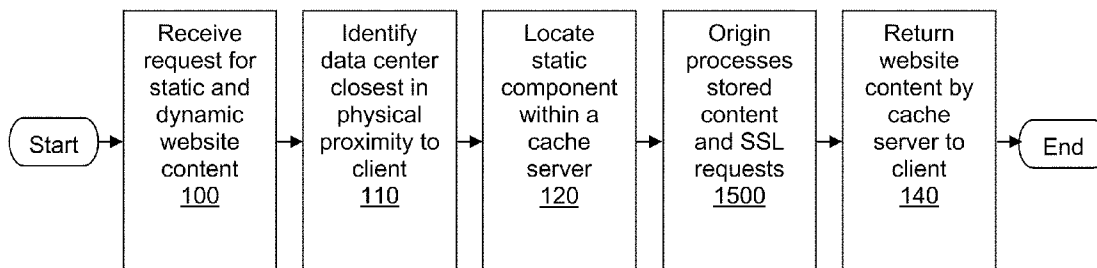 Start
Receive
request for
static and
dynamic
website
content
100
Identify
data center
closest in
physical
proximity to
client
110
Locate
static
component
within a
cache
server
120
Origin
processes
stored
content
and SSL
requests
1500
Return
website
content by
cache
server to
client
140
End